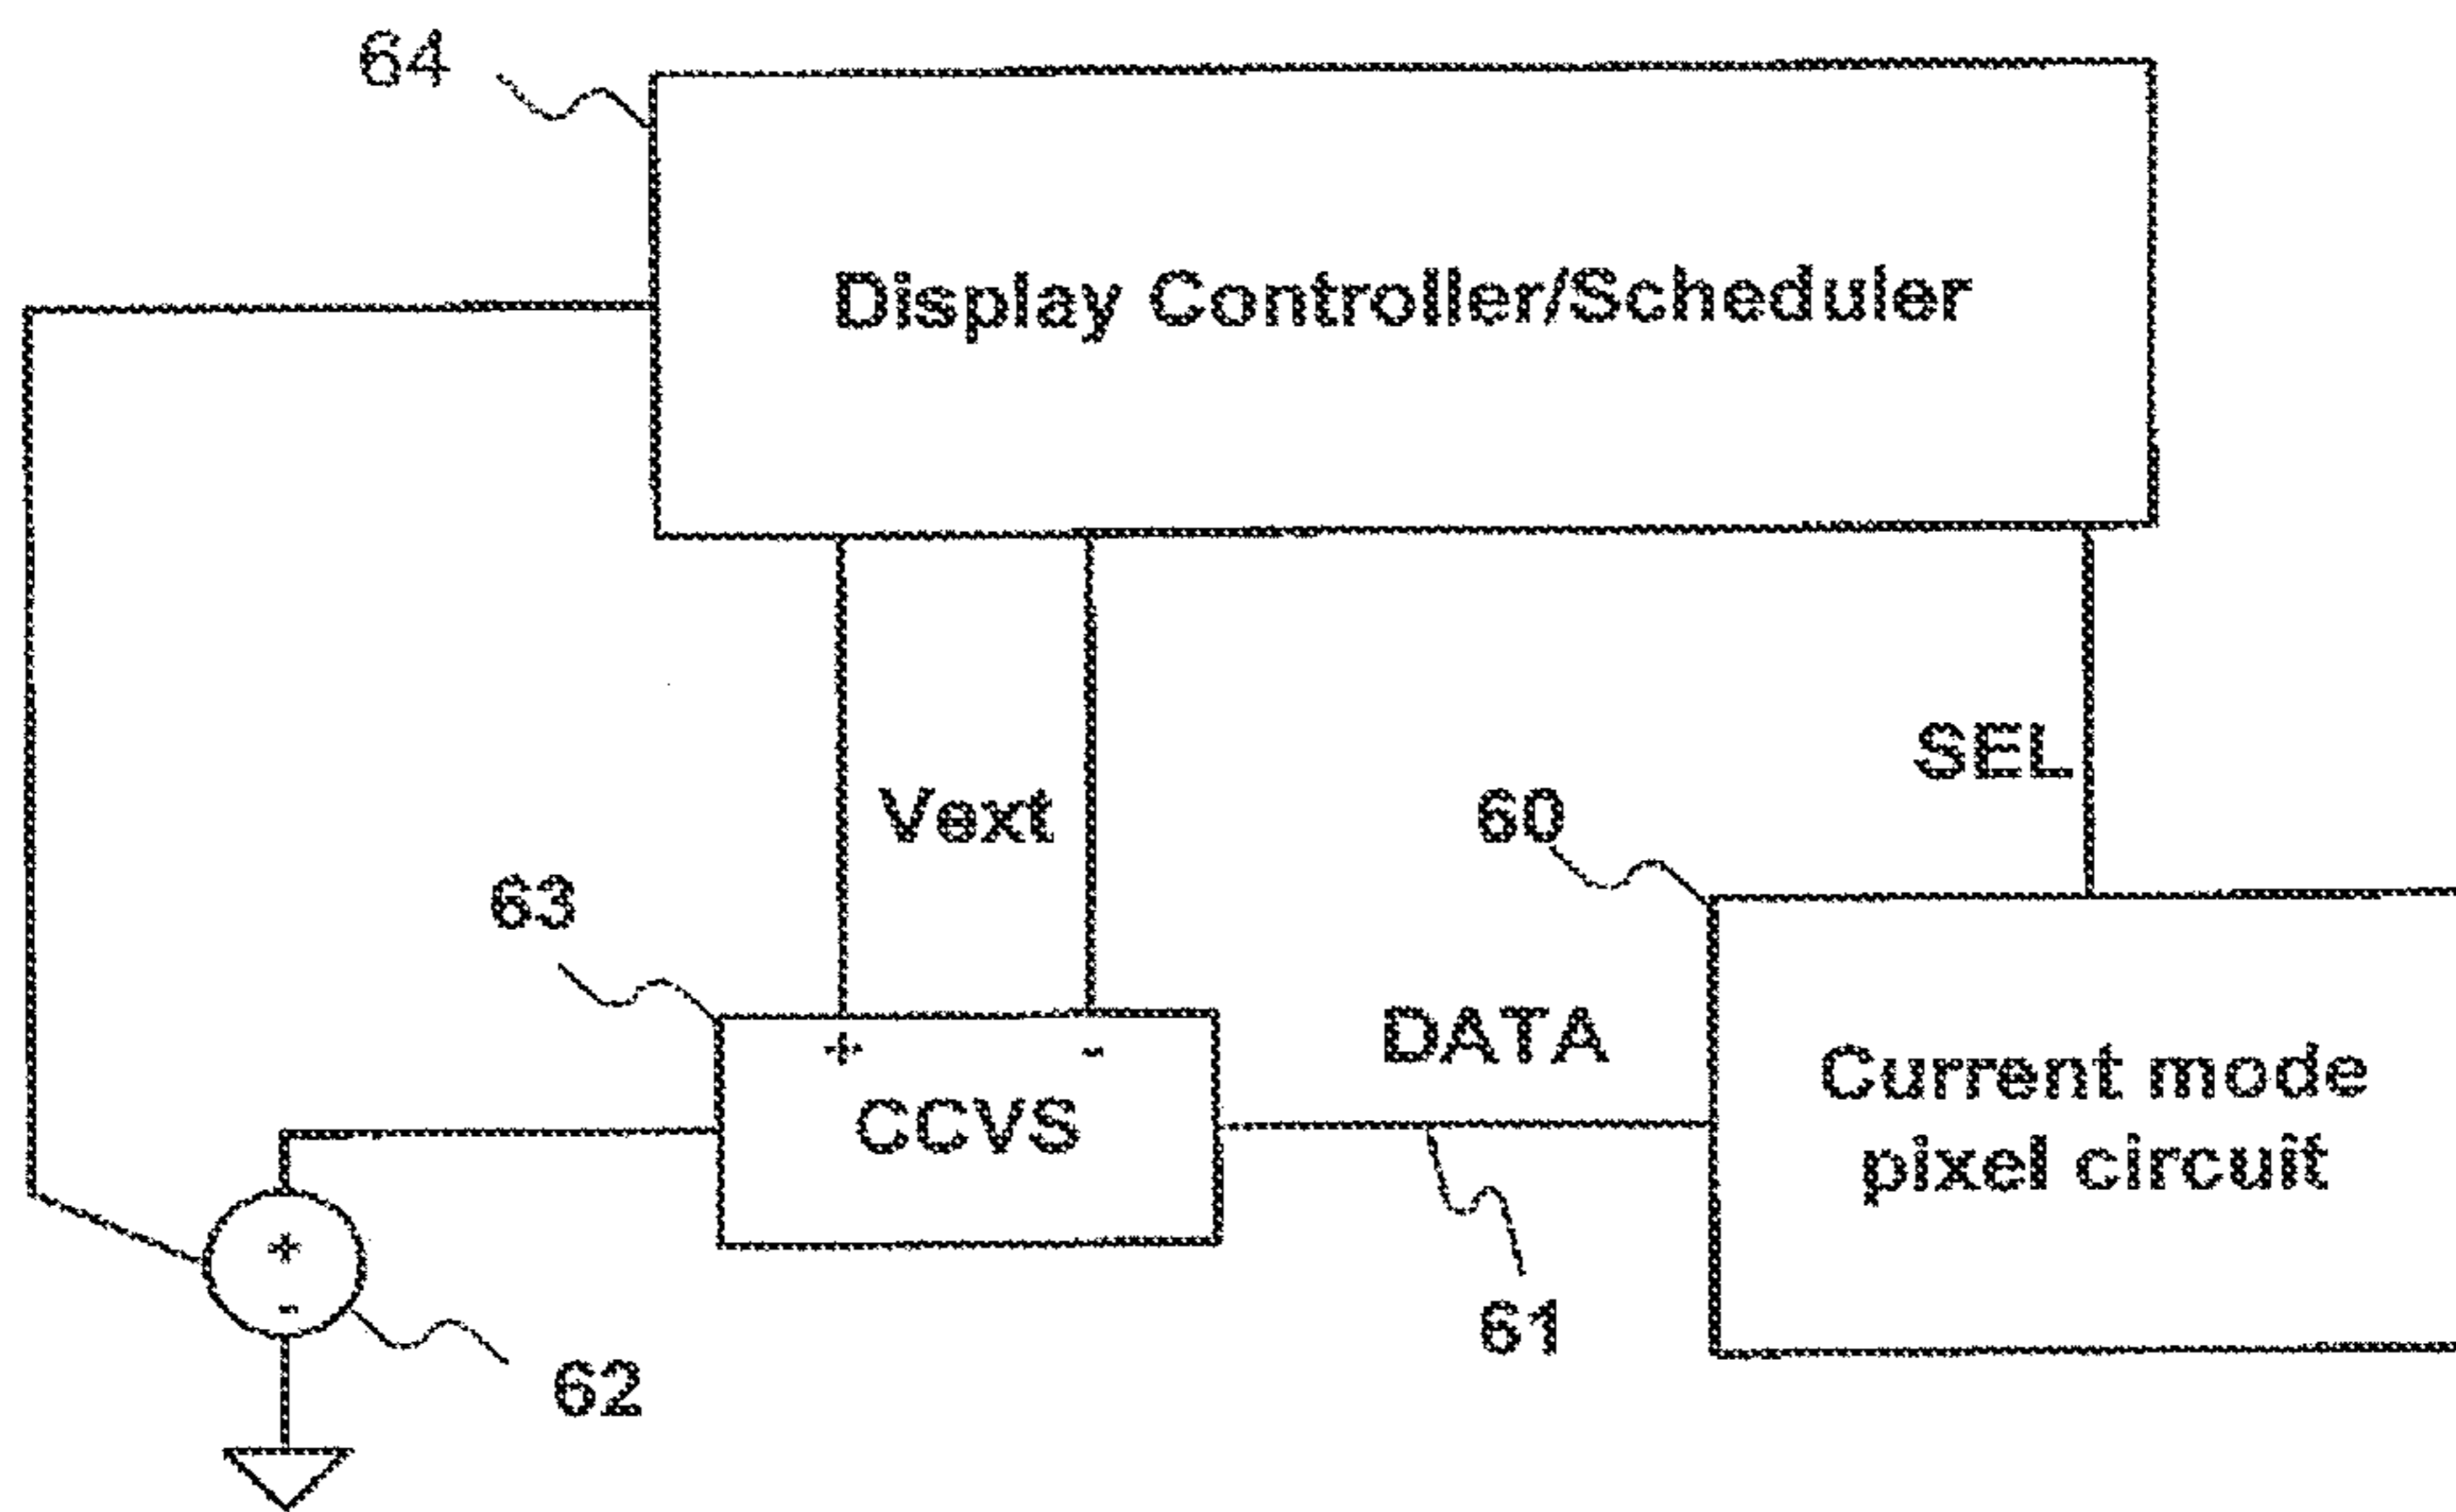 64
Display Controller/Scheduler
SEL
Vext
60
63
+ -
DATA
CCVS
Current mode
pixel circuit
+
-
61
62